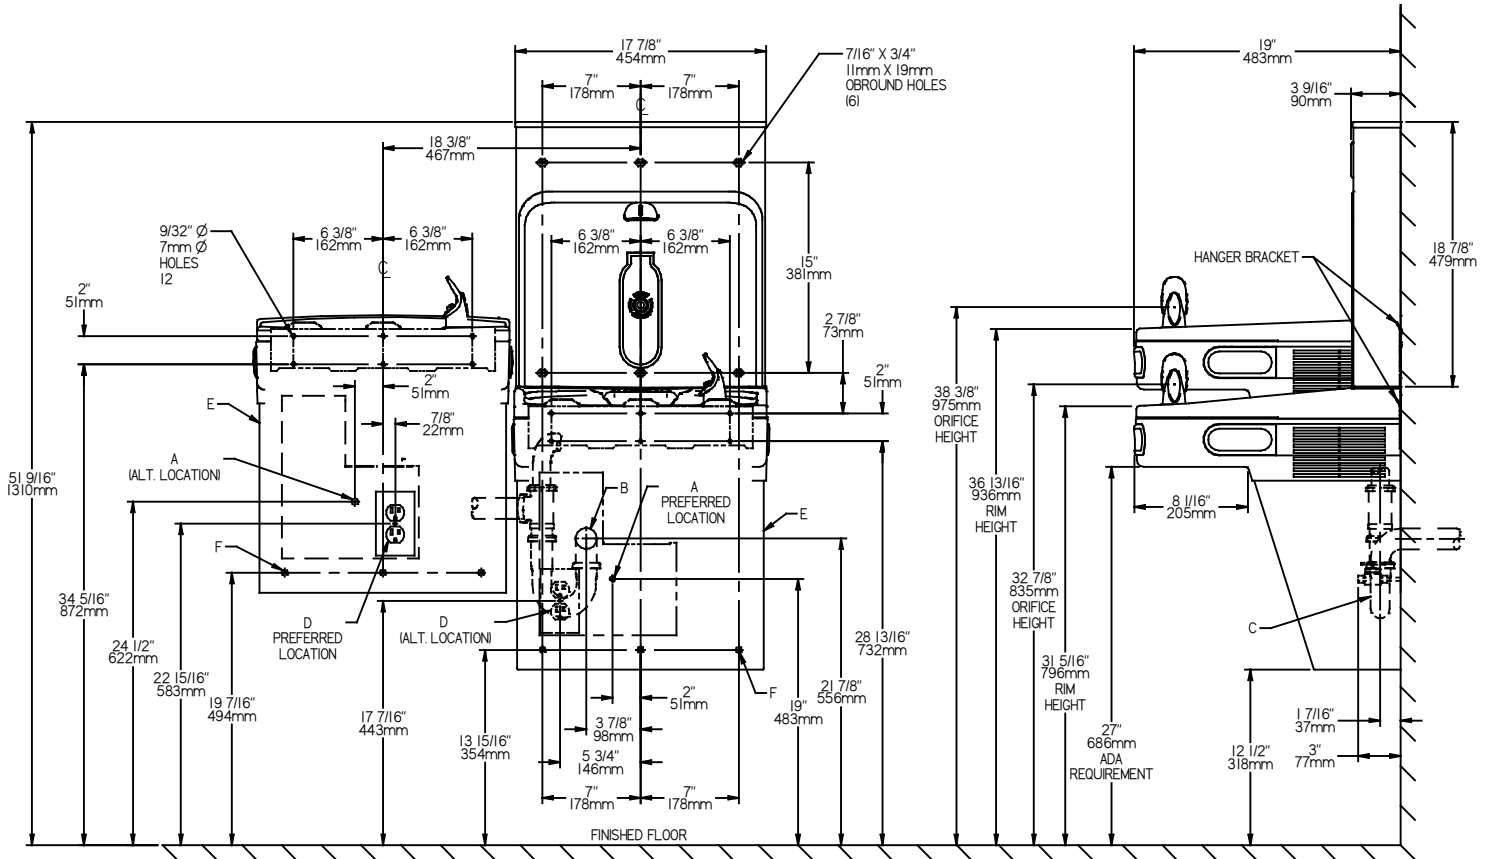 17 7/8"
454mm
7"
178mm
7"
178mm
7/16" X 3/4"
11mm X 19mm
OBROUND HOLES
(6)
19"
483mm
3 9/16"
90mm
18 3/8"
467mm
9/32" Ø
7mm Ø
HOLES
12
6 3/8"
162mm
6 3/8"
162mm
6 3/8"
162mm
6 3/8"
162mm
15"
381mm
HANGER BRACKET
18 7/8"
479mm
2"
51mm
2 7/8"
73mm
2"
51mm
2"
51mm
7/8"
22mm
E
A
(ALT. LOCATION)
51 9/16"
1310mm
38 3/8"
975mm
ORIFICE
HEIGHT
36 13/16"
936mm
RIM
HEIGHT
8 1/16"
205mm
B
A
PREFERRED
LOCATION
E
F
34 5/16"
872mm
24 1/2"
622mm
22 15/16"
583mm
19 7/16"
494mm
D
PREFERRED
LOCATION
D
(ALT. LOCATION)
17 7/16"
443mm
13 15/16"
354mm
2"
51mm
3 7/8"
98mm
5 3/4"
146mm
7"
178mm
7"
178mm
F
19"
483mm
21 7/8"
556mm
28 13/16"
732mm
32 7/8"
835mm
ORIFICE
HEIGHT
31 5/16"
796mm
RIM
HEIGHT
27"
686mm
ADA
REQUIREMENT
C
12 1/2"
318mm
1 7/16"
37mm
3"
77mm
FINISHED FLOOR